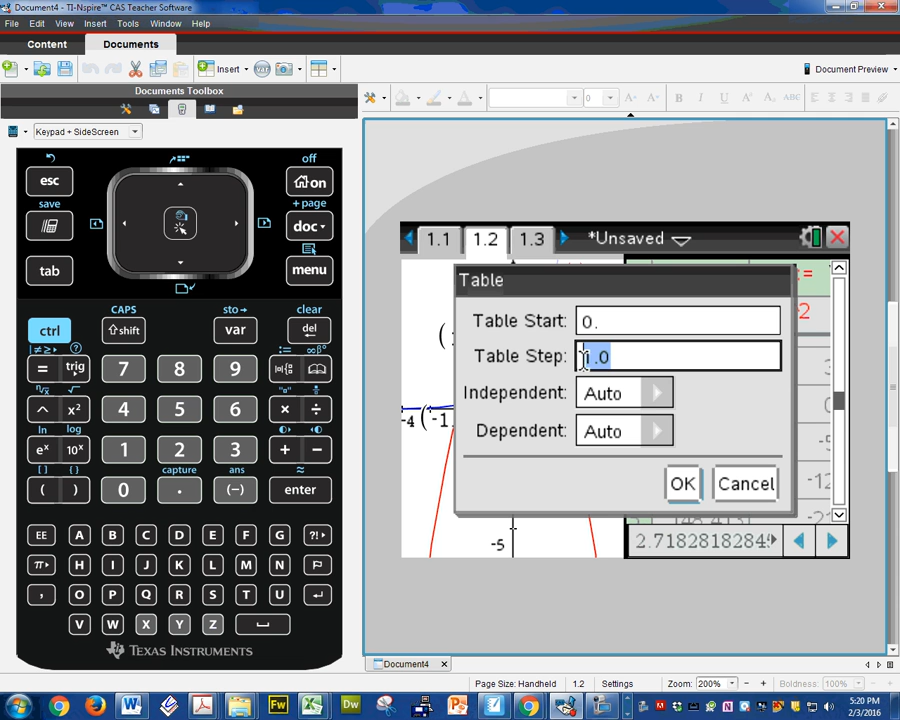 Document4 - TI-Nspire™ CAS Teacher Software
File Edit View Insert Tools Window Help
Content Documents
Insert Document Preview
Documents Toolbox
0
B I U
Keypad + SideScreen
off
esc on
save + page
doc
tab menu
CAPS sto→ clear
ctrl shift var del
= trig 7 8 9
^ x² 4 5 6 × ÷
ln log
eˣ 10ˣ 1 2 3 + −
[ ] { } capture ans ≈
( ) 0 . (−) enter
EE A B C D E F G ?!
π H I J K L M N
, O P Q R S T U
V W X Y Z
TEXAS INSTRUMENTS
1.1 1.2 1.3 *Unsaved
Table
Table Start: 0.
Table Step: 1.0
Independent: Auto
Dependent: Auto
OK Cancel
-5
2.71828182845
Document4
Page Size: Handheld 1.2 Settings Zoom: 200% Boldness: 100%
5:20 PM
2/3/2016